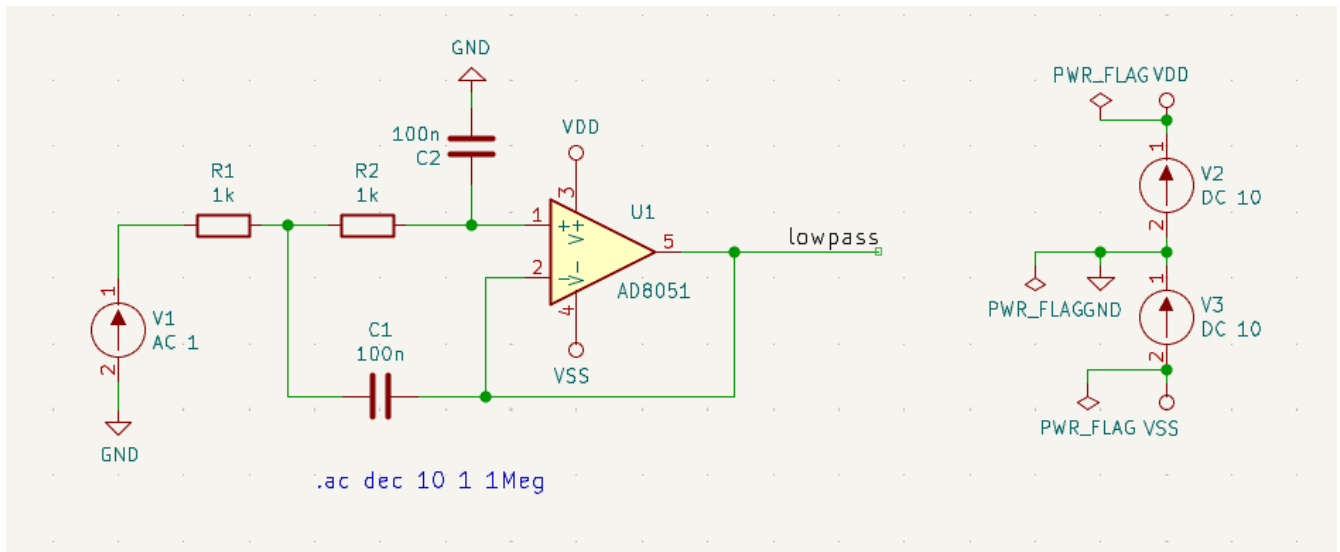 GND
PWR_FLAG VDD
100n
C2
VDD
R1
1k
R2
1k
3
1
V2
DC 10
2
1
U1
+
V+
5
lowpass
2
-
V-
AD8051
4
PWR_FLAG GND
1
V3
DC 10
2
1
V1
AC 1
2
C1
100n
VSS
GND
PWR_FLAG VSS
.ac dec 10 1 1Meg